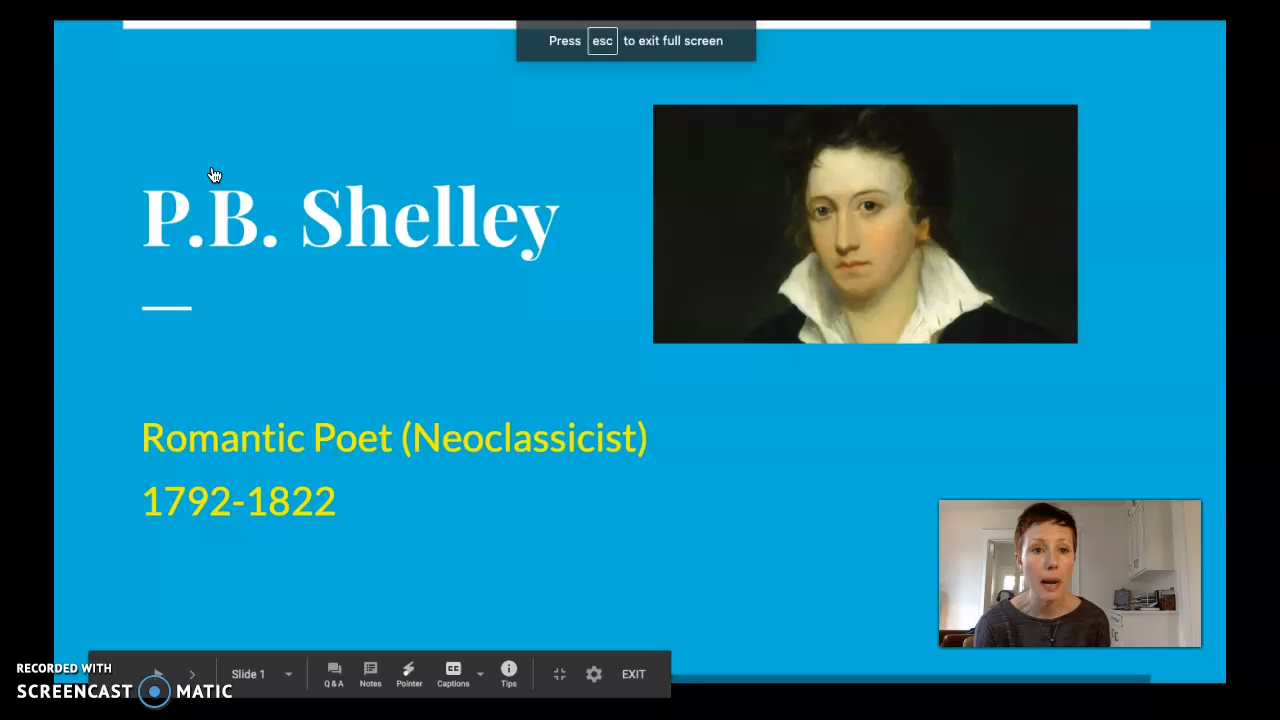 Press esc to exit full screen
P.B. Shelley
Romantic Poet (Neoclassicist)
1792-1822
Slide 1
Q & A
Notes
Pointer
Captions
Tips
EXIT
RECORDED WITH
SCREENCAST MATIC